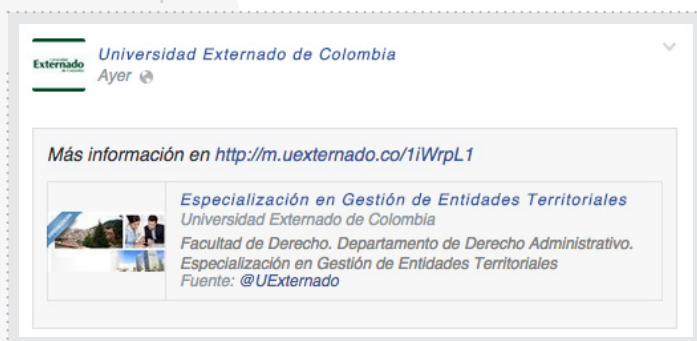 Externado
Universidad Externado de Colombia
Ayer
Más información en http://m.uexternado.co/1iWrpL1
Especialización en Gestión de Entidades Territoriales
Universidad Externado de Colombia
Facultad de Derecho. Departamento de Derecho Administrativo.
Especialización en Gestión de Entidades Territoriales
Fuente: @UExternado